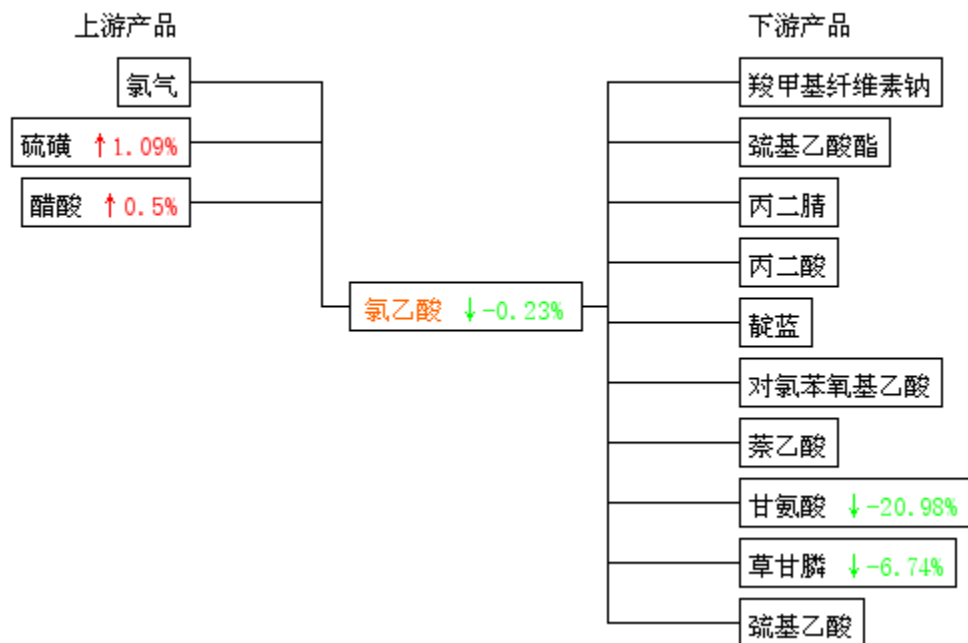 上游产品
氯气
硫磺 ↑1.09%
醋酸 ↑0.5%
氯乙酸 ↓-0.23%
下游产品
羧甲基纤维素钠
巯基乙酸酯
丙二腈
丙二酸
靛蓝
对氯苯氧基乙酸
萘乙酸
甘氨酸 ↓-20.98%
草甘膦 ↓-6.74%
巯基乙酸